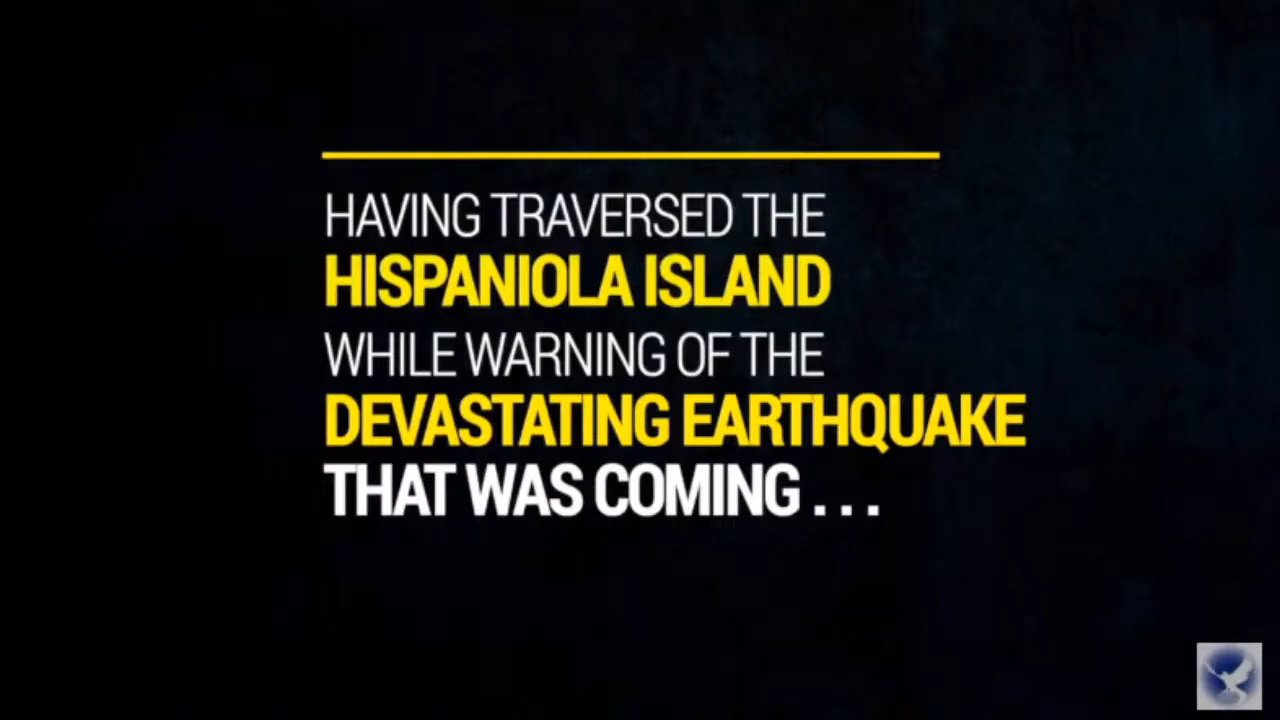 HAVING TRAVERSED THE
HISPANIOLA ISLAND
WHILE WARNING OF THE
DEVASTATING EARTHQUAKE
THAT WAS COMING . . .